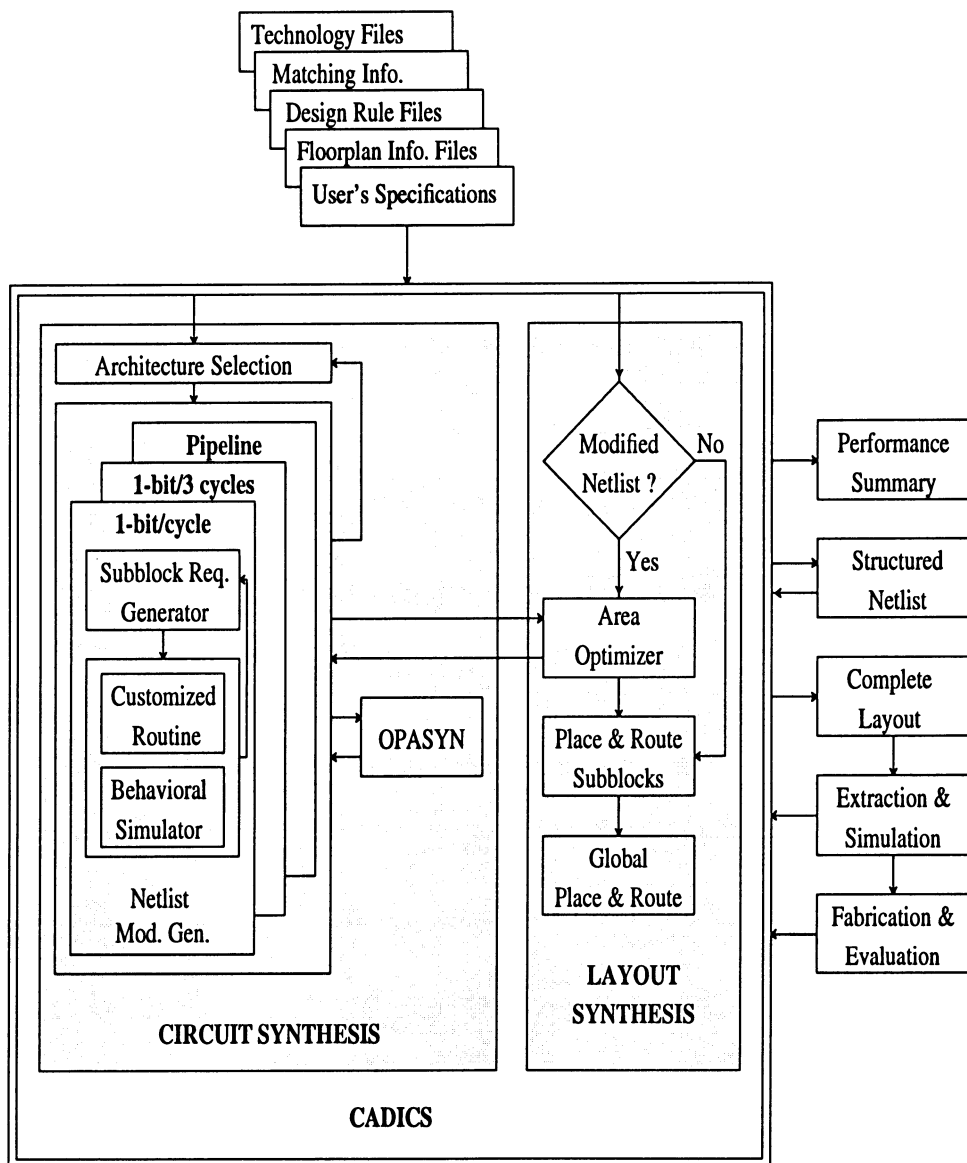 Technology Files
Matching Info.
Design Rule Files
Floorplan Info. Files
User's Specifications
Architecture Selection
Pipeline
1-bit/3 cycles
1-bit/cycle
Subblock Req.
Generator
Customized
Routine
Behavioral
Simulator
Netlist
Mod. Gen.
OPASYN
CIRCUIT SYNTHESIS
Modified
Netlist ?
No
Yes
Area
Optimizer
Place & Route
Subblocks
Global
Place & Route
LAYOUT
SYNTHESIS
CADICS
Performance
Summary
Structured
Netlist
Complete
Layout
Extraction &
Simulation
Fabrication &
Evaluation